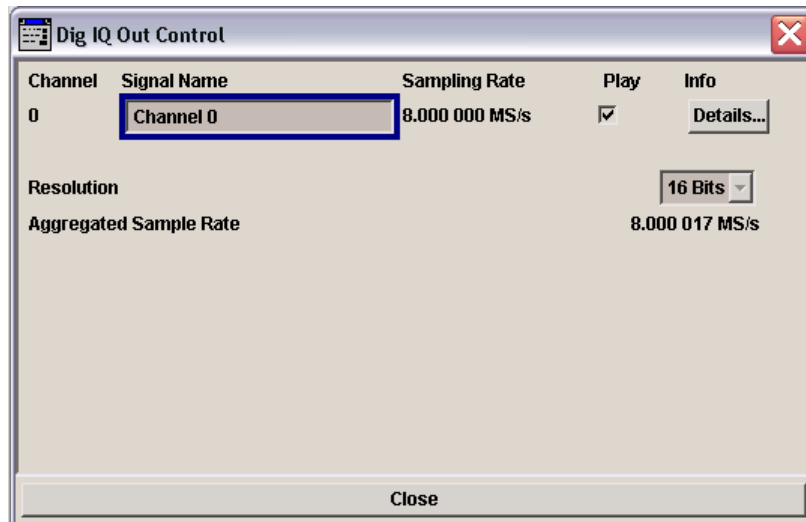 Dig IQ Out Control
Channel Signal Name Sampling Rate Play Info
0 Channel 0 8.000 000 MS/s Details...
Resolution 16 Bits
Aggregated Sample Rate 8.000 017 MS/s
Close